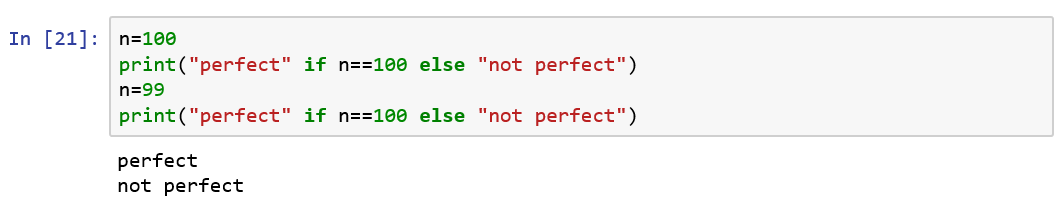 In [21]: n=100
print("perfect" if n==100 else "not perfect")
n=99
print("perfect" if n==100 else "not perfect")
perfect
not perfect